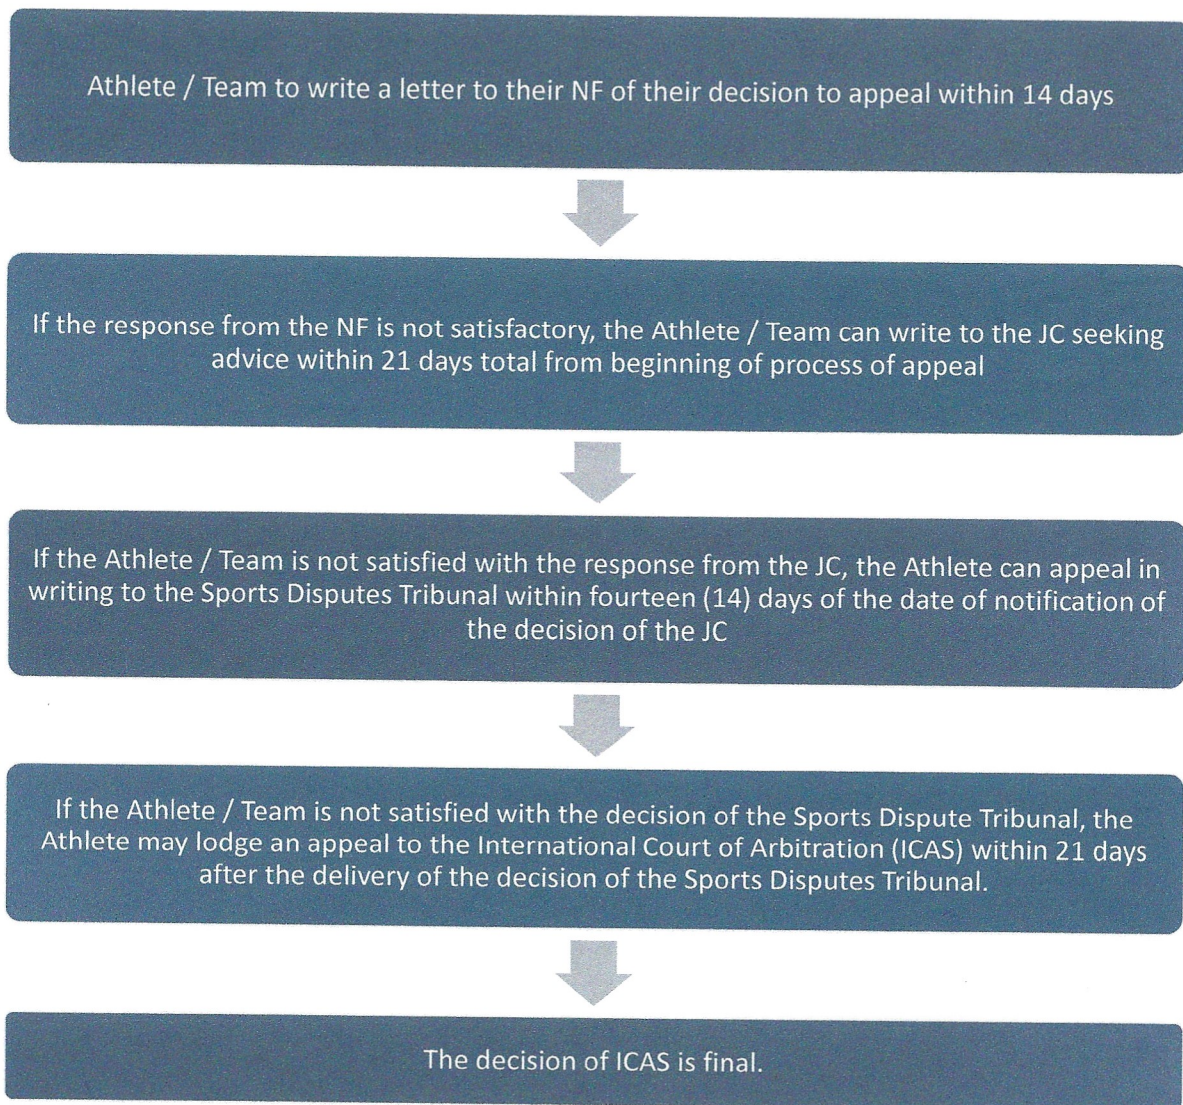 Athlete / Team to write a letter to their NF of their decision to appeal within 14 days
If the response from the NF is not satisfactory, the Athlete / Team can write to the JC seeking
advice within 21 days total from beginning of process of appeal
If the Athlete / Team is not satisfied with the response from the JC, the Athlete can appeal in
writing to the Sports Disputes Tribunal within fourteen (14) days of the date of notification of
the decision of the JC
If the Athlete / Team is not satisfied with the decision of the Sports Dispute Tribunal, the
Athlete may lodge an appeal to the International Court of Arbitration (ICAS) within 21 days
after the delivery of the decision of the Sports Disputes Tribunal.
The decision of ICAS is final.